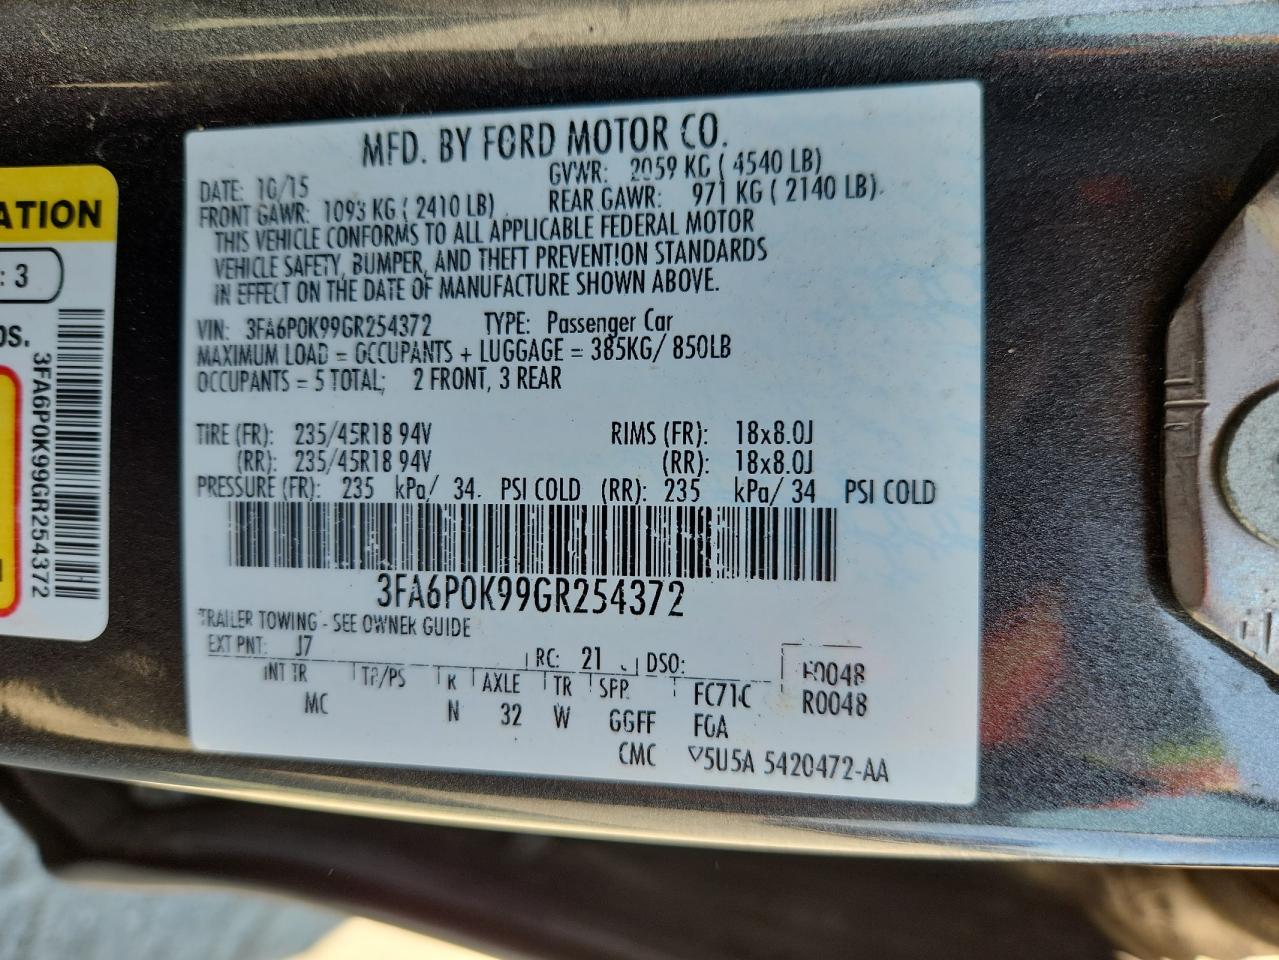 MFD. BY FORD MOTOR CO.
DATE: 10/15 GVWR: 2059 KG ( 4540 LB)
FRONT GAWR: 1093 KG ( 2410 LB) REAR GAWR: 971 KG ( 2140 LB)
THIS VEHICLE CONFORMS TO ALL APPLICABLE FEDERAL MOTOR
VEHICLE SAFETY, BUMPER, AND THEFT PREVENTION STANDARDS
IN EFFECT ON THE DATE OF MANUFACTURE SHOWN ABOVE.
VIN: 3FA6P0K99GR254372 TYPE: Passenger Car
MAXIMUM LOAD = OCCUPANTS + LUGGAGE = 385KG/ 850LB
OCCUPANTS = 5 TOTAL; 2 FRONT, 3 REAR
TIRE (FR): 235/45R18 94V RIMS (FR): 18x8.0J
(RR): 235/45R18 94V (RR): 18x8.0J
PRESSURE (FR): 235 kPa/ 34 PSI COLD (RR): 235 kPa/ 34 PSI COLD
3FA6P0K99GR254372
TRAILER TOWING - SEE OWNER GUIDE
EXT PNT: J7 RC: 21 DSO: R0048
INT TR TP/PS R AXLE TR SPR FC71C R0048
MC N 32 W GGFF FOA
CMC ▽5U5A 5420472-AA
ATION
: 3
OS.
3FA6P0K99GR254372